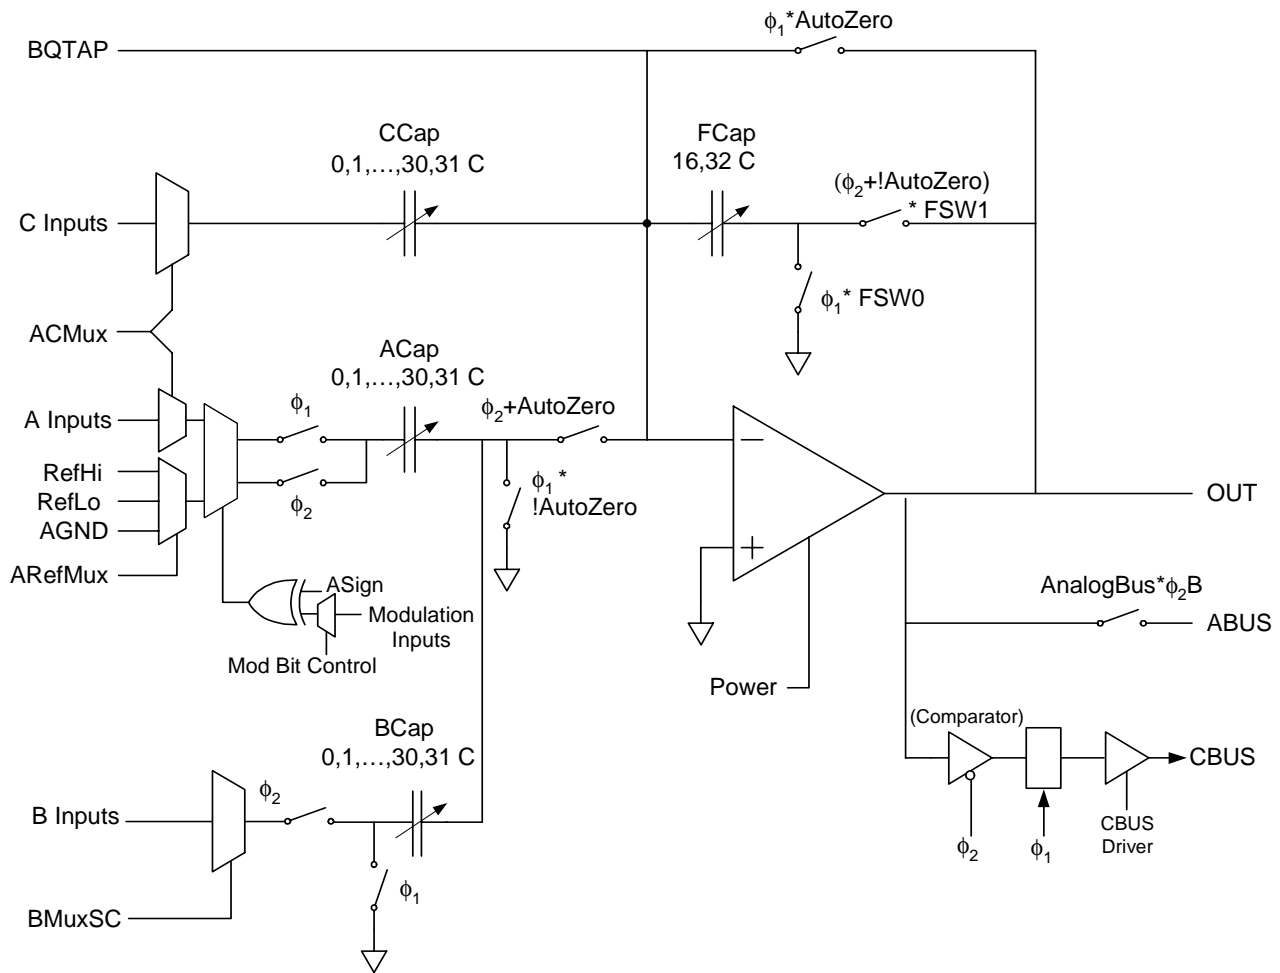 ϕ1*AutoZero
BQTAP
CCap
0,1,…,30,31 C
FCap
16,32 C
(ϕ2+!AutoZero)
* FSW1
C Inputs
ϕ1* FSW0
ACMux
ACap
0,1,…,30,31 C
ϕ2+AutoZero
A Inputs
ϕ1
RefHi
RefLo
AGND
ϕ2
ϕ1*
!AutoZero
OUT
ARefMux
ASign
Modulation
Inputs
Mod Bit Control
AnalogBus*ϕ2B
ABUS
Power
(Comparator)
BCap
0,1,…,30,31 C
CBUS
ϕ2
B Inputs
CBUS
Driver
ϕ2
ϕ1
ϕ1
BMuxSC